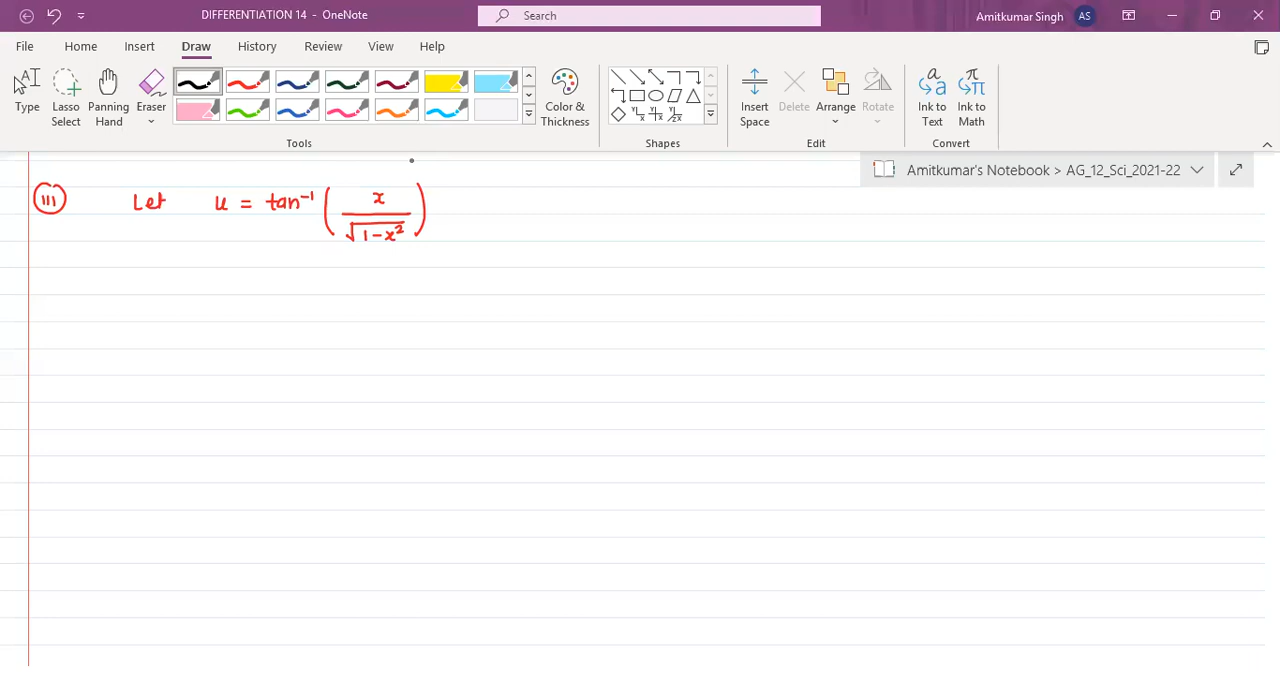 DIFFERENTIATION 14 - OneNote
Search
Amitkumar Singh
AS
File Home Insert Draw History Review View Help
Type
Lasso Select
Panning Hand
Eraser
Color & Thickness
Insert Space
Delete
Arrange
Rotate
Ink to Text
Ink to Math
Tools
Shapes
Edit
Convert
Amitkumar's Notebook > AG_12_Sci_2021-22
(III) Let u = tan⁻¹ (x / √(1-x²))